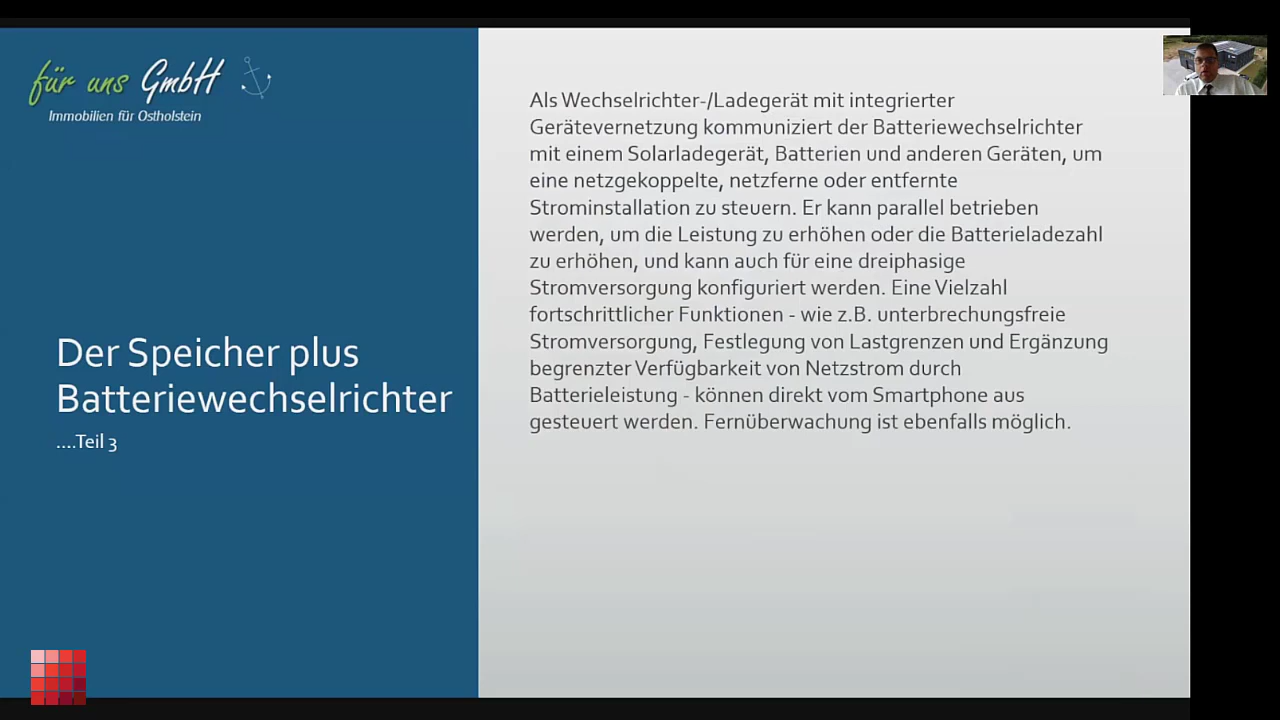 für uns GmbH
Immobilien für Ostholstein
Der Speicher plus
Batteriewechselrichter
....Teil 3
Als Wechselrichter-/Ladegerät mit integrierter
Gerätevernetzung kommuniziert der Batteriewechselrichter
mit einem Solarladegerät, Batterien und anderen Geräten, um
eine netzgekoppelte, netzferne oder entfernte
Strominstallation zu steuern. Er kann parallel betrieben
werden, um die Leistung zu erhöhen oder die Batterieladezahl
zu erhöhen, und kann auch für eine dreiphasige
Stromversorgung konfiguriert werden. Eine Vielzahl
fortschrittlicher Funktionen - wie z.B. unterbrechungsfreie
Stromversorgung, Festlegung von Lastgrenzen und Ergänzung
begrenzter Verfügbarkeit von Netzstrom durch
Batterieleistung - können direkt vom Smartphone aus
gesteuert werden. Fernüberwachung ist ebenfalls möglich.